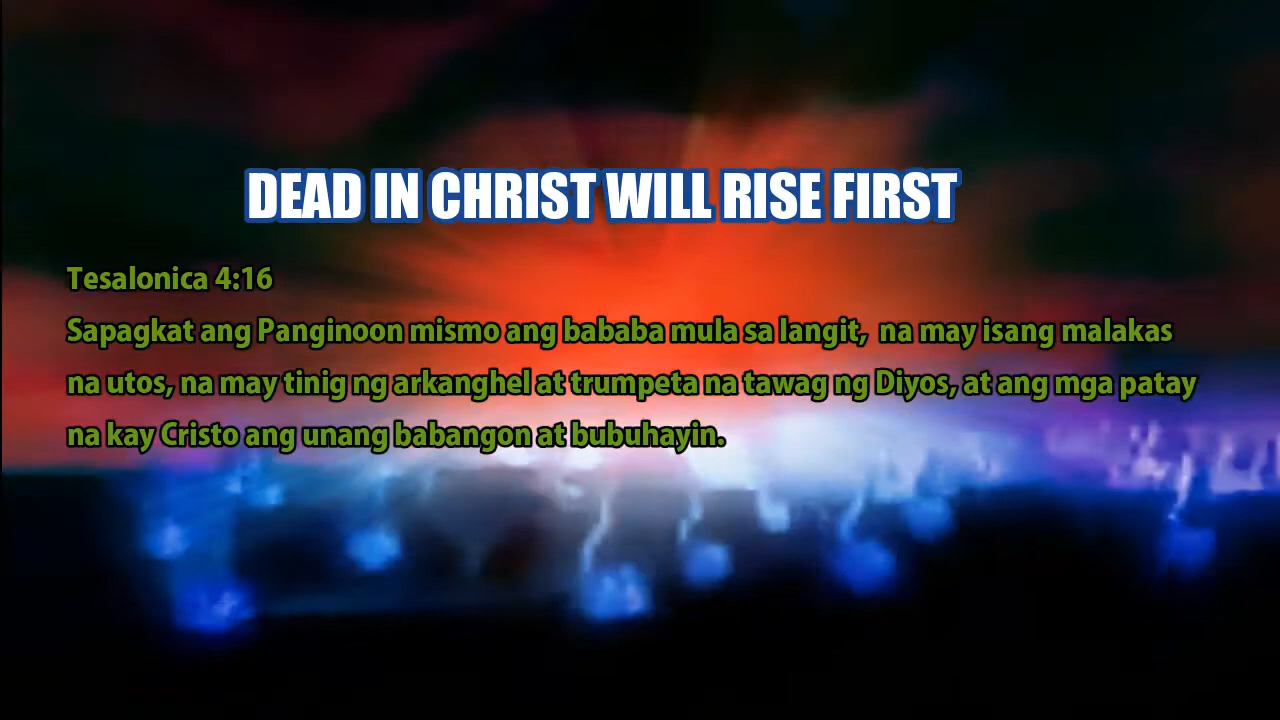 DEAD IN CHRIST WILL RISE FIRST
Tesalonica 4:16
Sapagkat ang Panginoon mismo ang bababa mula sa langit, na may isang malakas
na utos, na may tinig ng arkanghel at trumpeta na tawag ng Diyos, at ang mga patay
na kay Cristo ang unang babangon at bubuhayin.